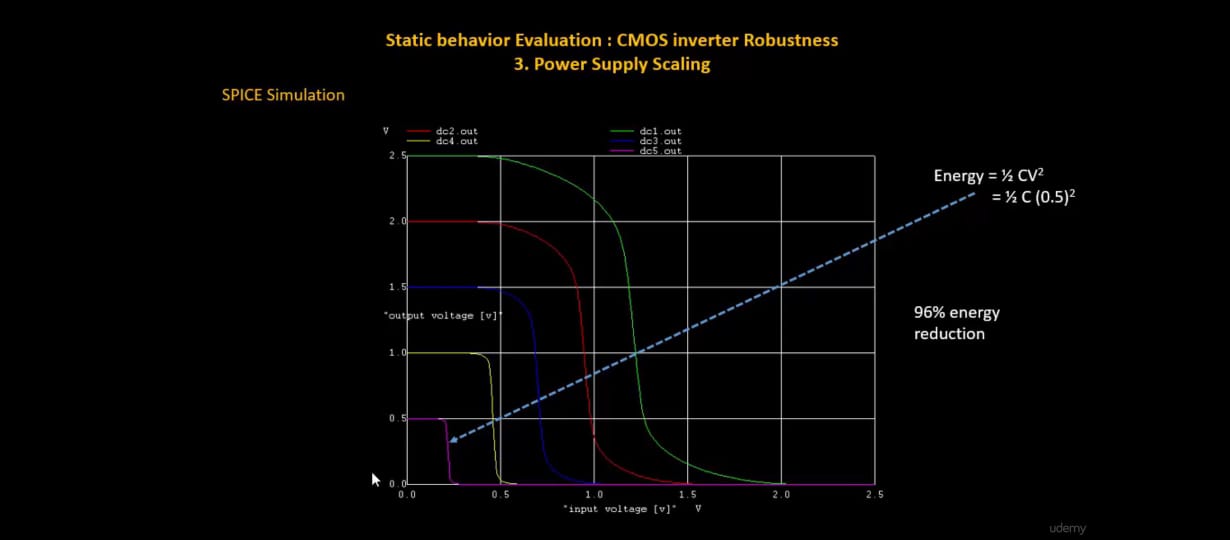 Static behavior Evaluation : CMOS inverter Robustness
3. Power Supply Scaling
SPICE Simulation
V
dc2.out
dc1.out
dc4.out
dc3.out
dc5.out
2.5
2.0
1.5
"output voltage [v]"
1.0
0.5
0.0
0.0 0.5 1.0 1.5 2.0 2.5
"input voltage [v]" V
Energy = ½ CV²
= ½ C (0.5)²
96% energy
reduction
udemy